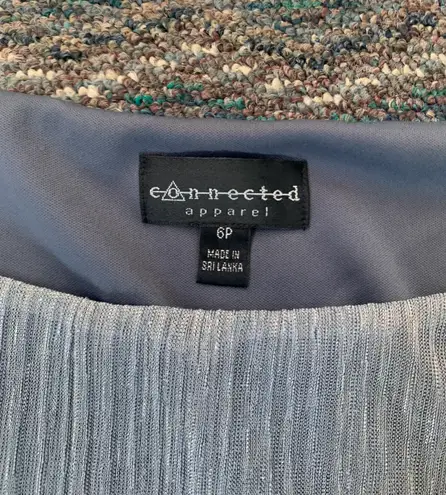 connected
apparel
6P
MADE IN
SRI LANKA